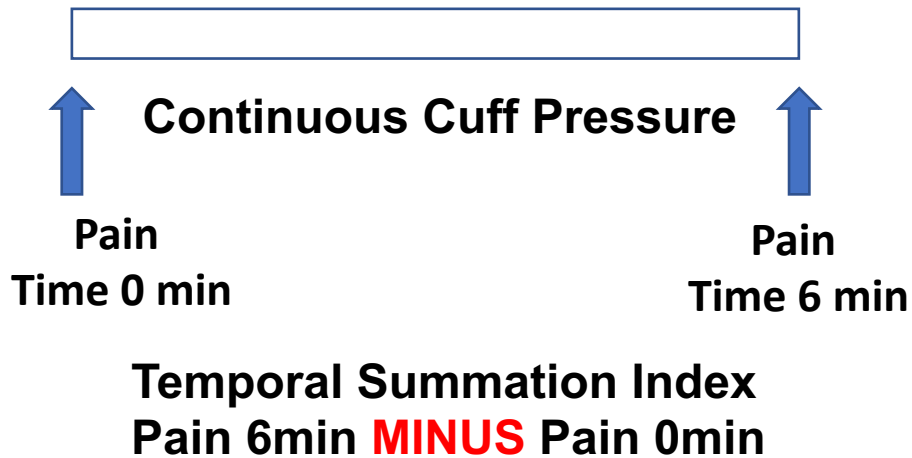 Continuous Cuff Pressure
Pain
Time 0 min
Pain
Time 6 min
Temporal Summation Index
Pain 6min MINUS Pain 0min